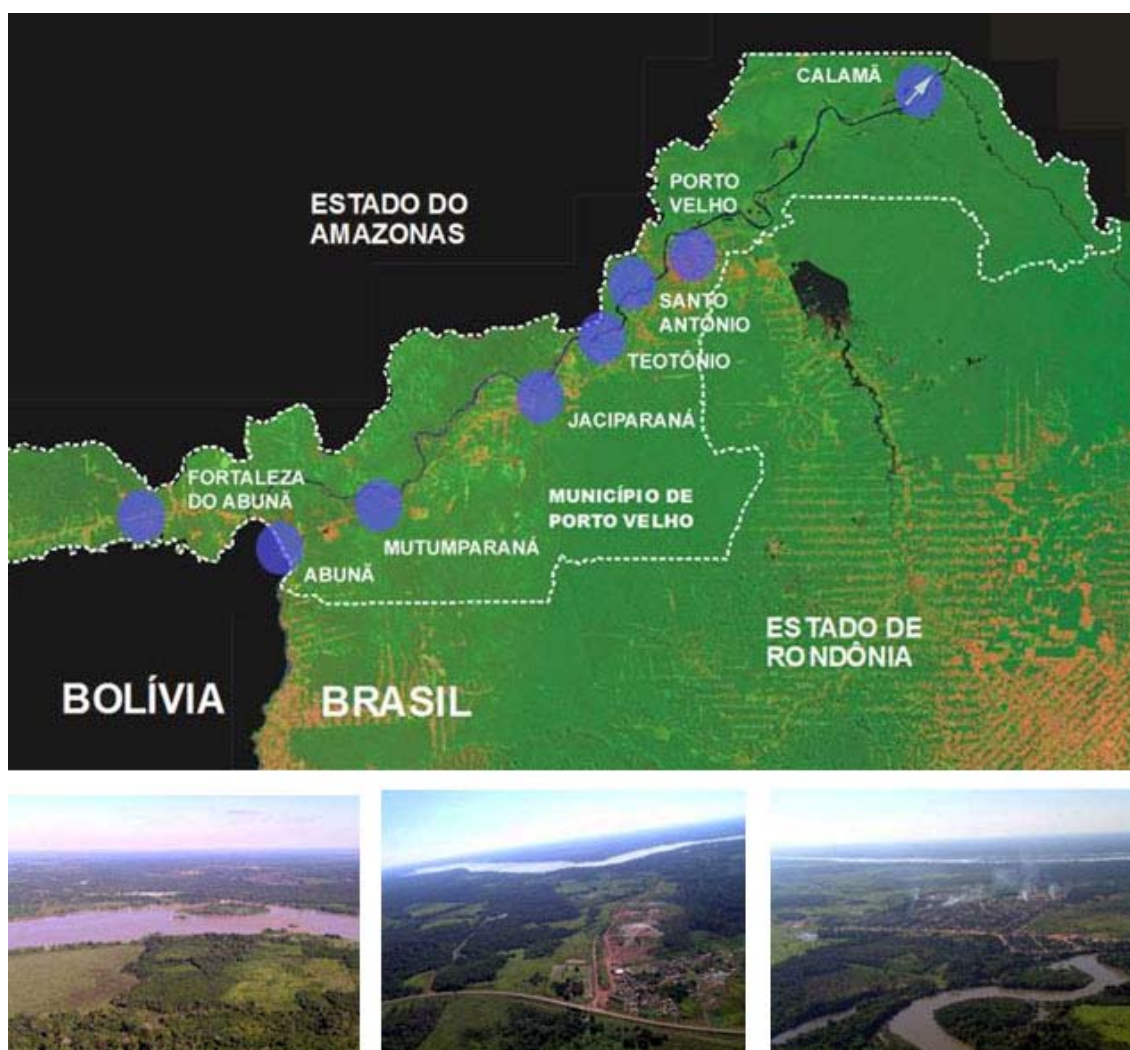 CALAMÃ
PORTO
VELHO
ESTADO DO
AMAZONAS
SANTO
ANTÔNIO
TEOTÔNIO
JACIPARANÁ
FORTALEZA
DO ABUNÃ
MUNICÍPIO DE
PORTO VELHO
MUTUMPARANÁ
ABUNÃ
ESTADO DE
RONDÔNIA
BOLÍVIA
BRASIL